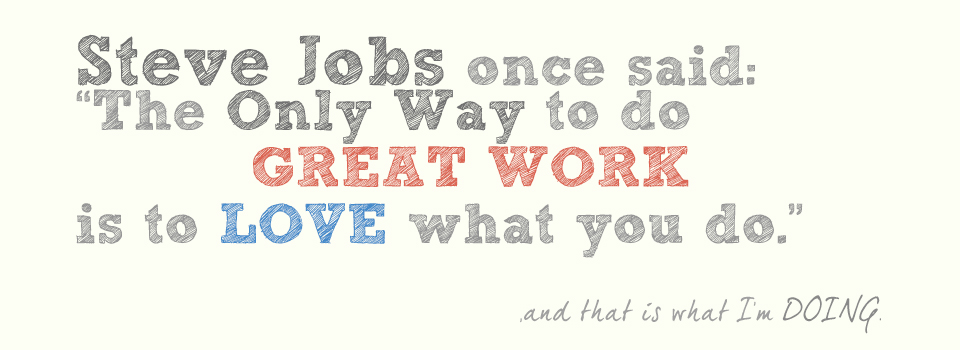 Steve Jobs once said:
“The Only Way to do
GREAT WORK
is to LOVE what you do.”
,and that is what I'm DOING.